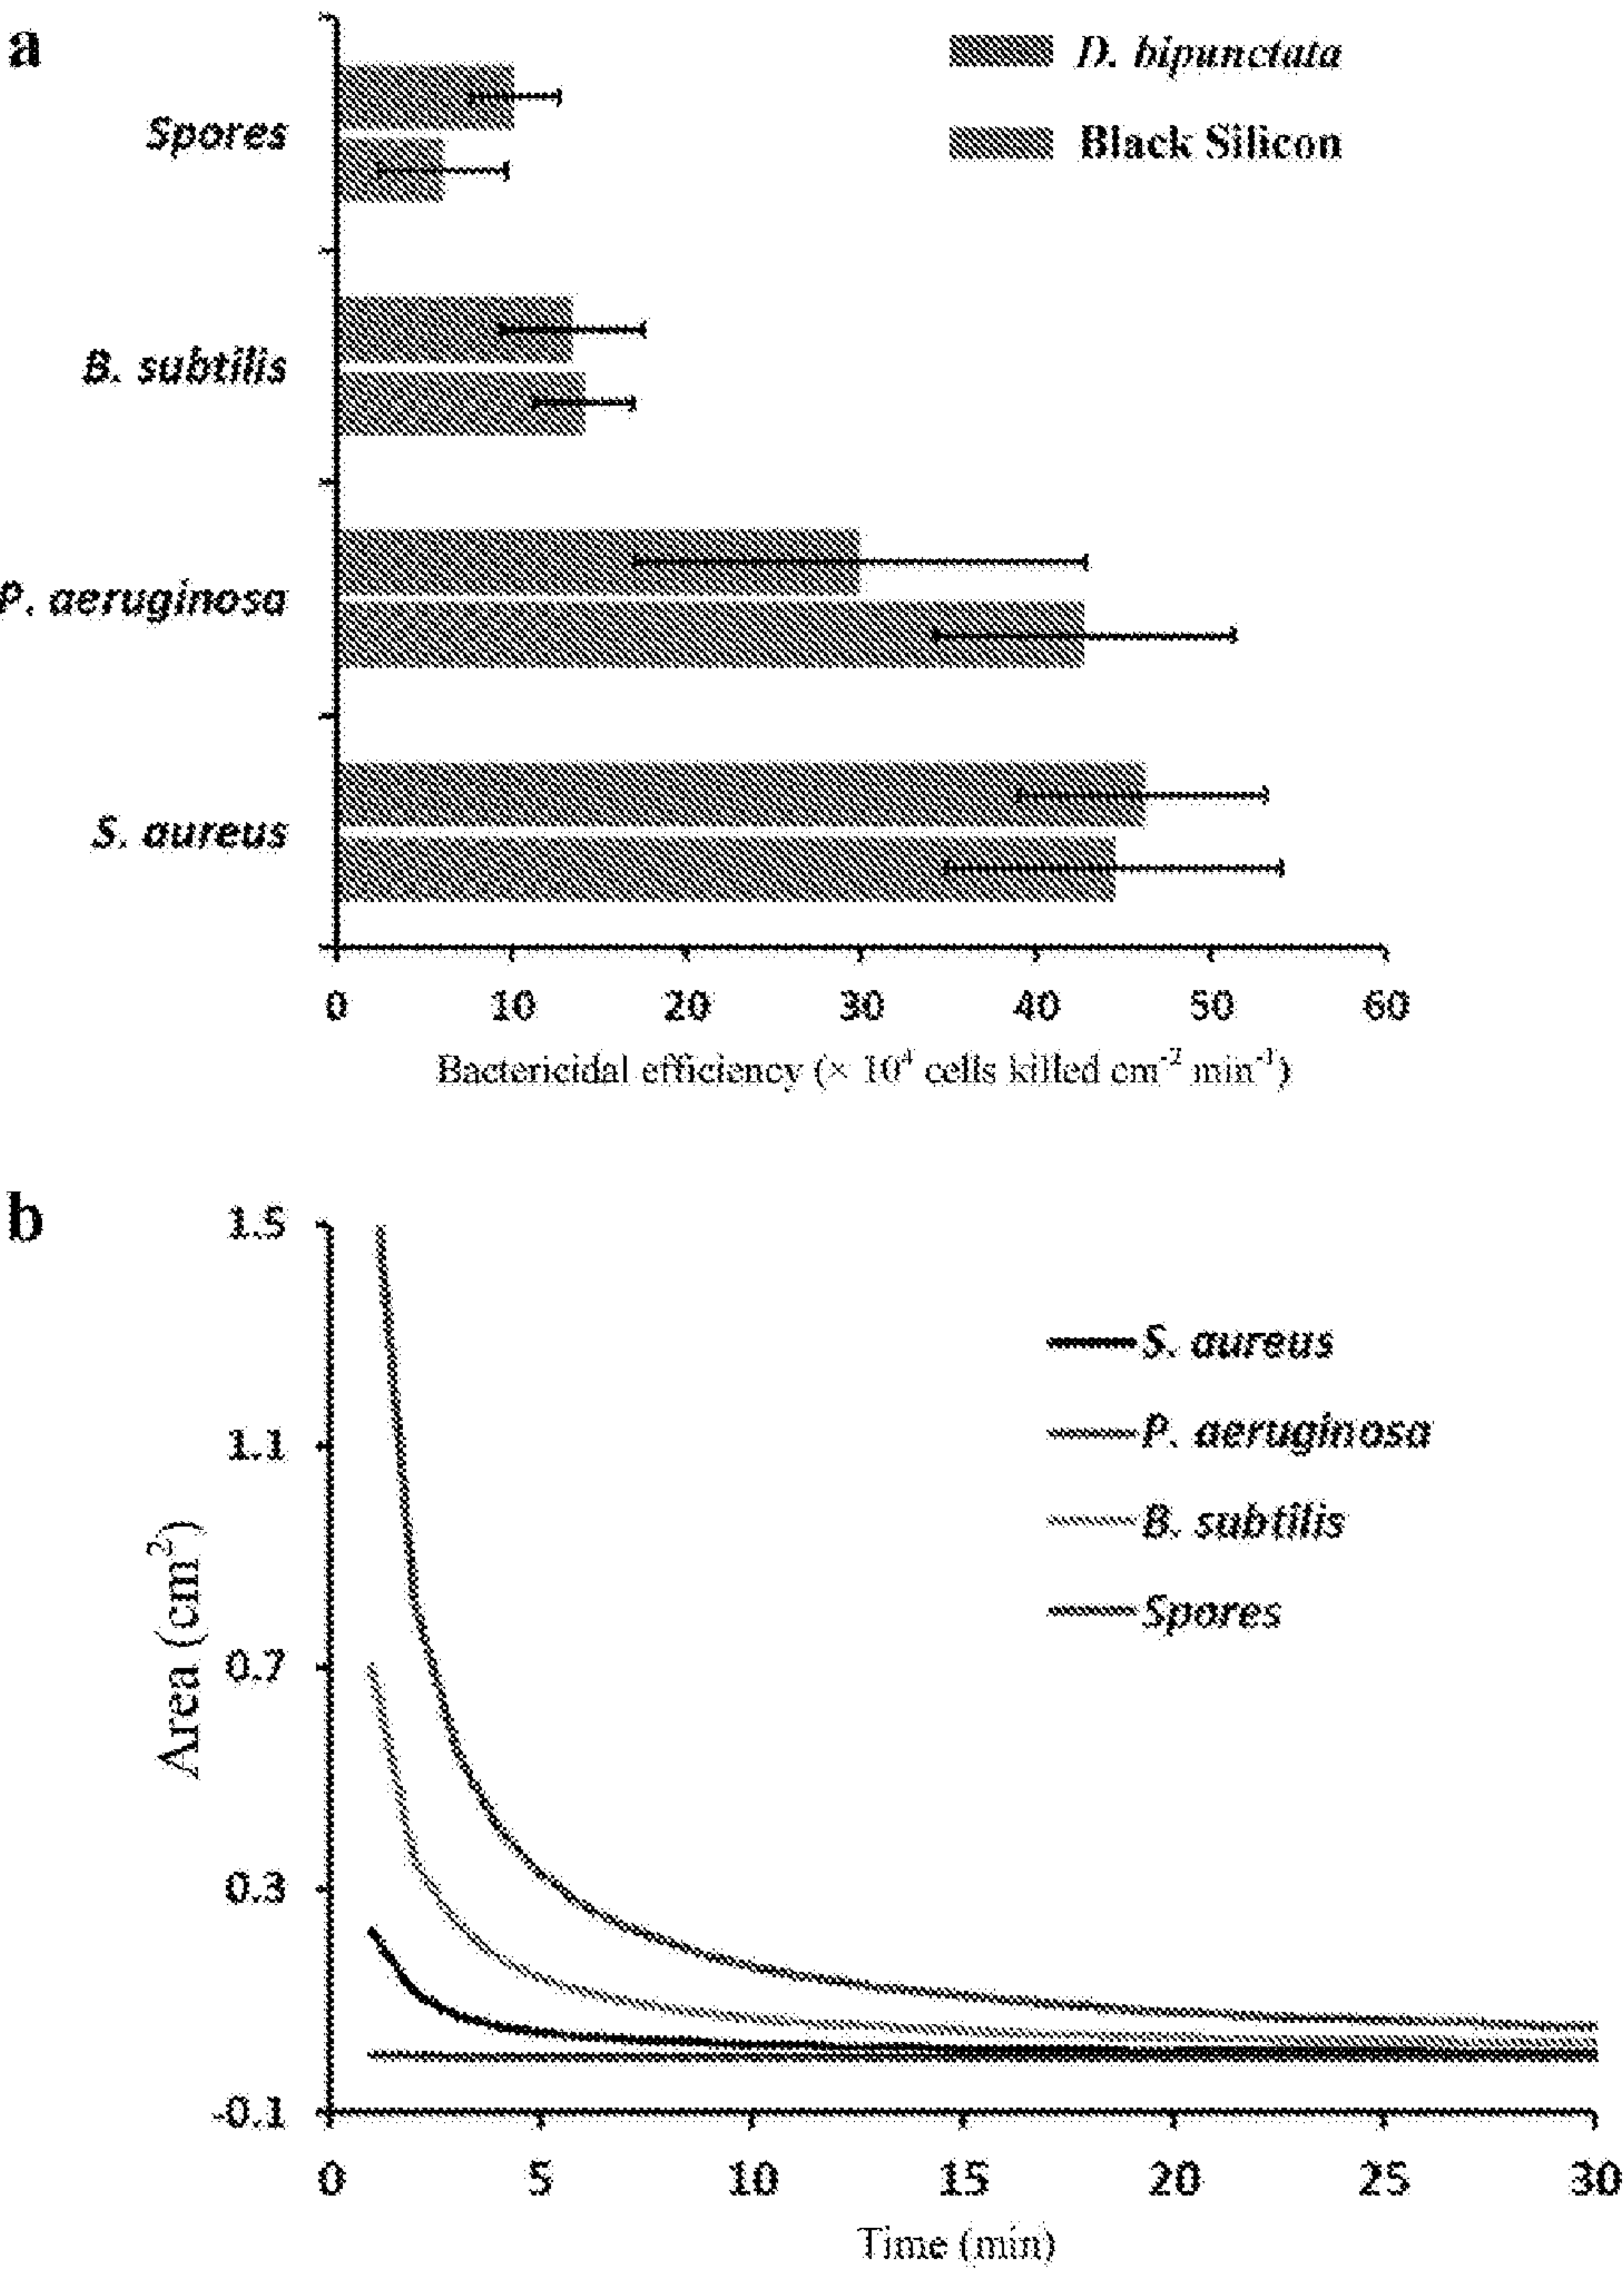 a
D. bipunctata
Black Silicon
Spores
B. subtilis
P. aeruginosa
S. aureus
0 10 20 30 40 50 60
Bactericidal efficiency (× 10⁴ cells killed cm⁻² min⁻¹)
b
1.5
1.1
0.7
0.3
-0.1
Area (cm²)
S. aureus
P. aeruginosa
B. subtilis
Spores
0 5 10 15 20 25 30
Time (min)